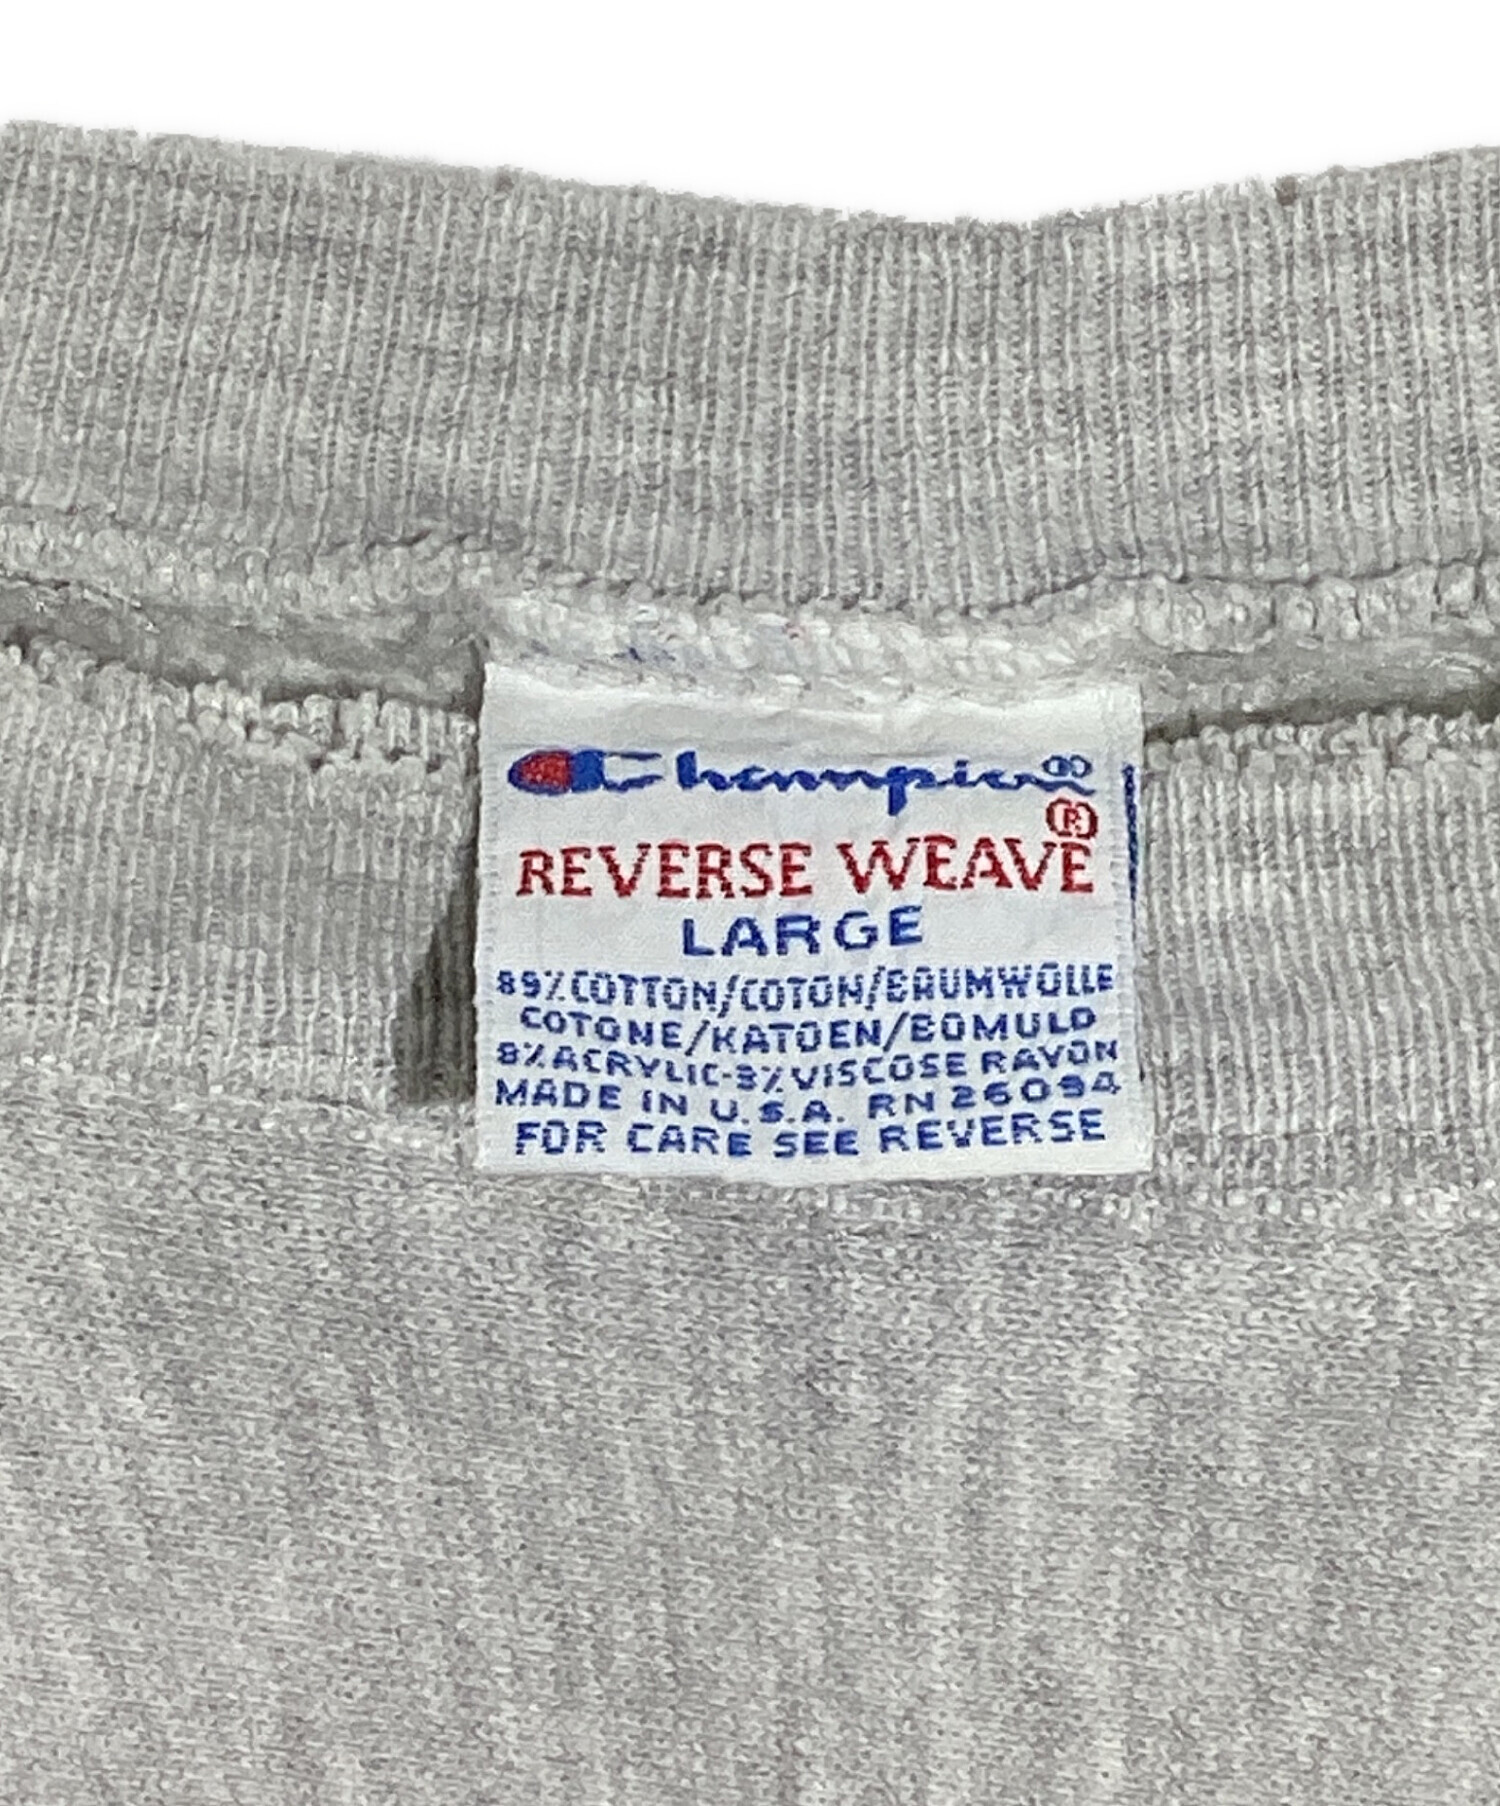 Champion®
REVERSE WEAVE®
LARGE
89% COTTON/COTON/BAUMWOLLE
COTONE/KATOEN/BOMULD
8% ACRYLIC-3% VISCOSE RAYON
MADE IN U.S.A. RN 26094
FOR CARE SEE REVERSE